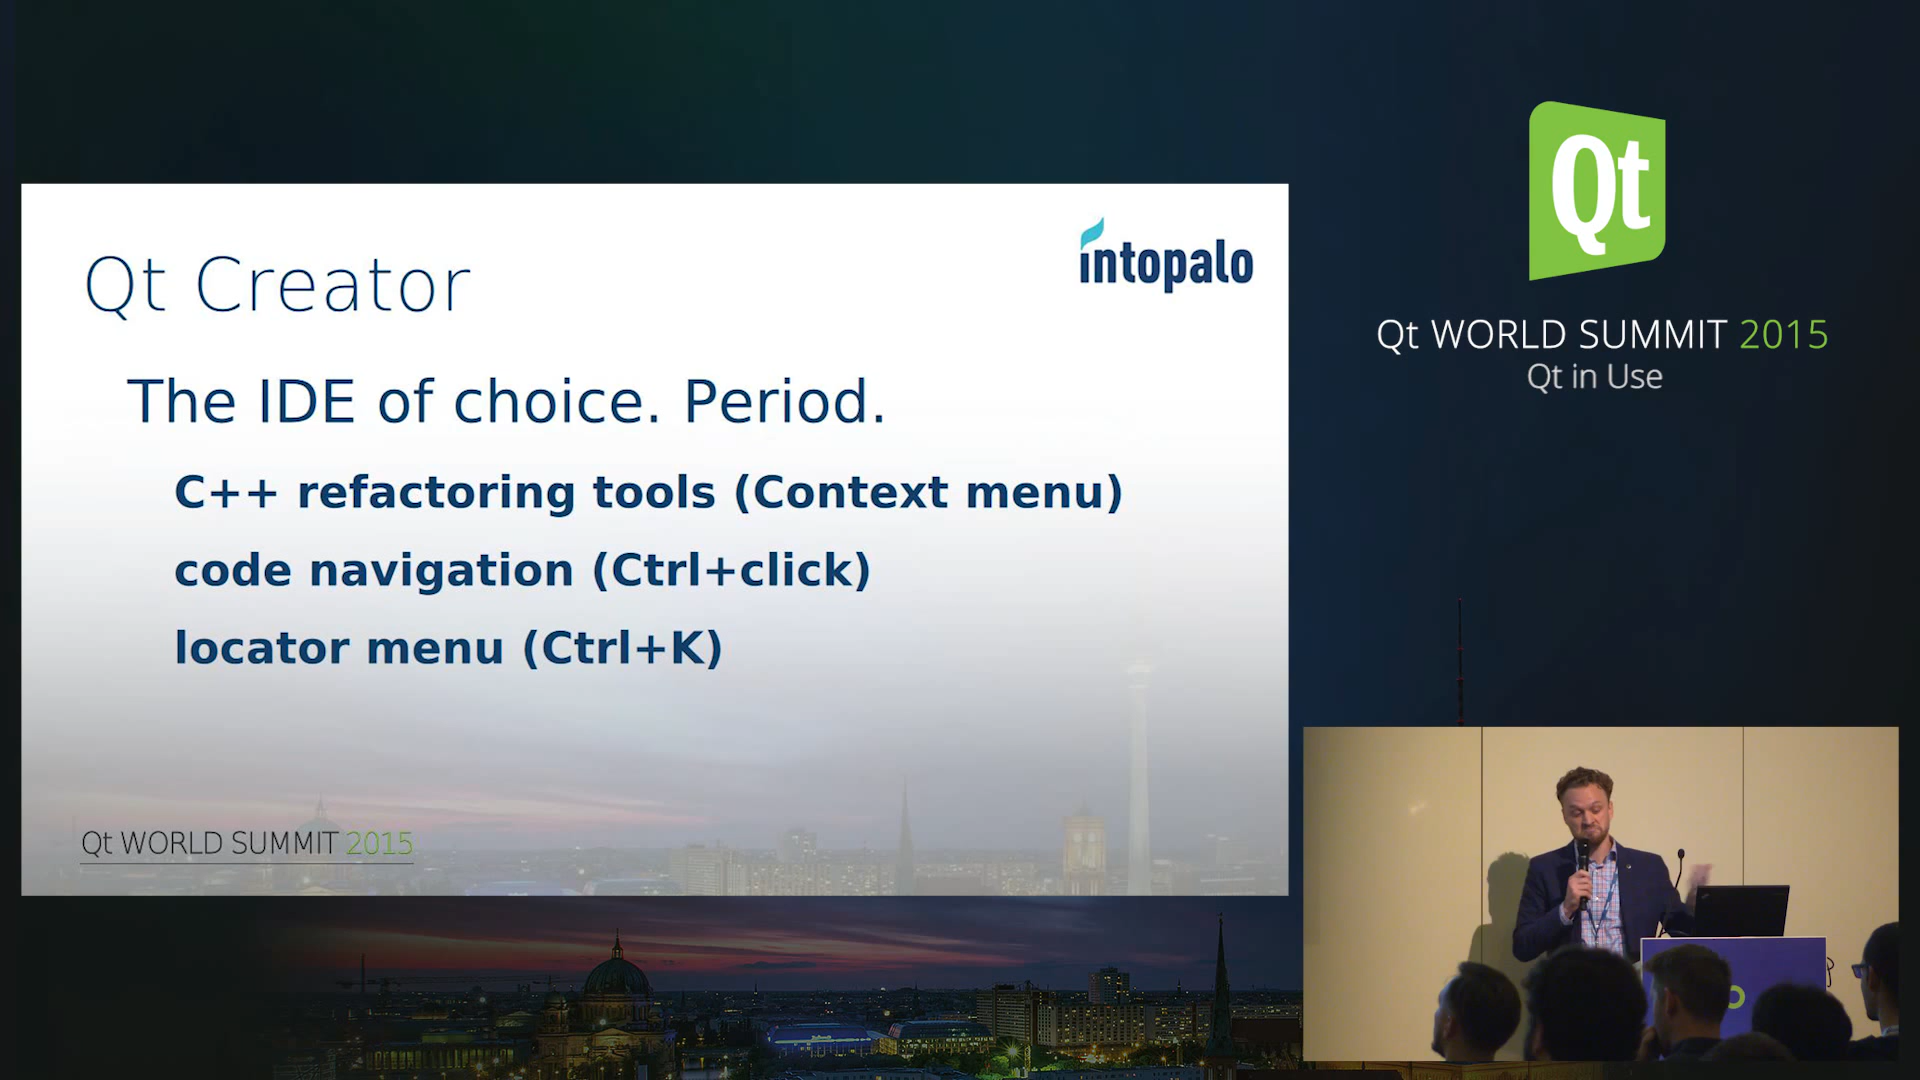 Qt Creator
intopalo
The IDE of choice. Period.
C++ refactoring tools (Context menu)
code navigation (Ctrl+click)
locator menu (Ctrl+K)
Qt WORLD SUMMIT 2015
Qt
Qt WORLD SUMMIT 2015
Qt in Use